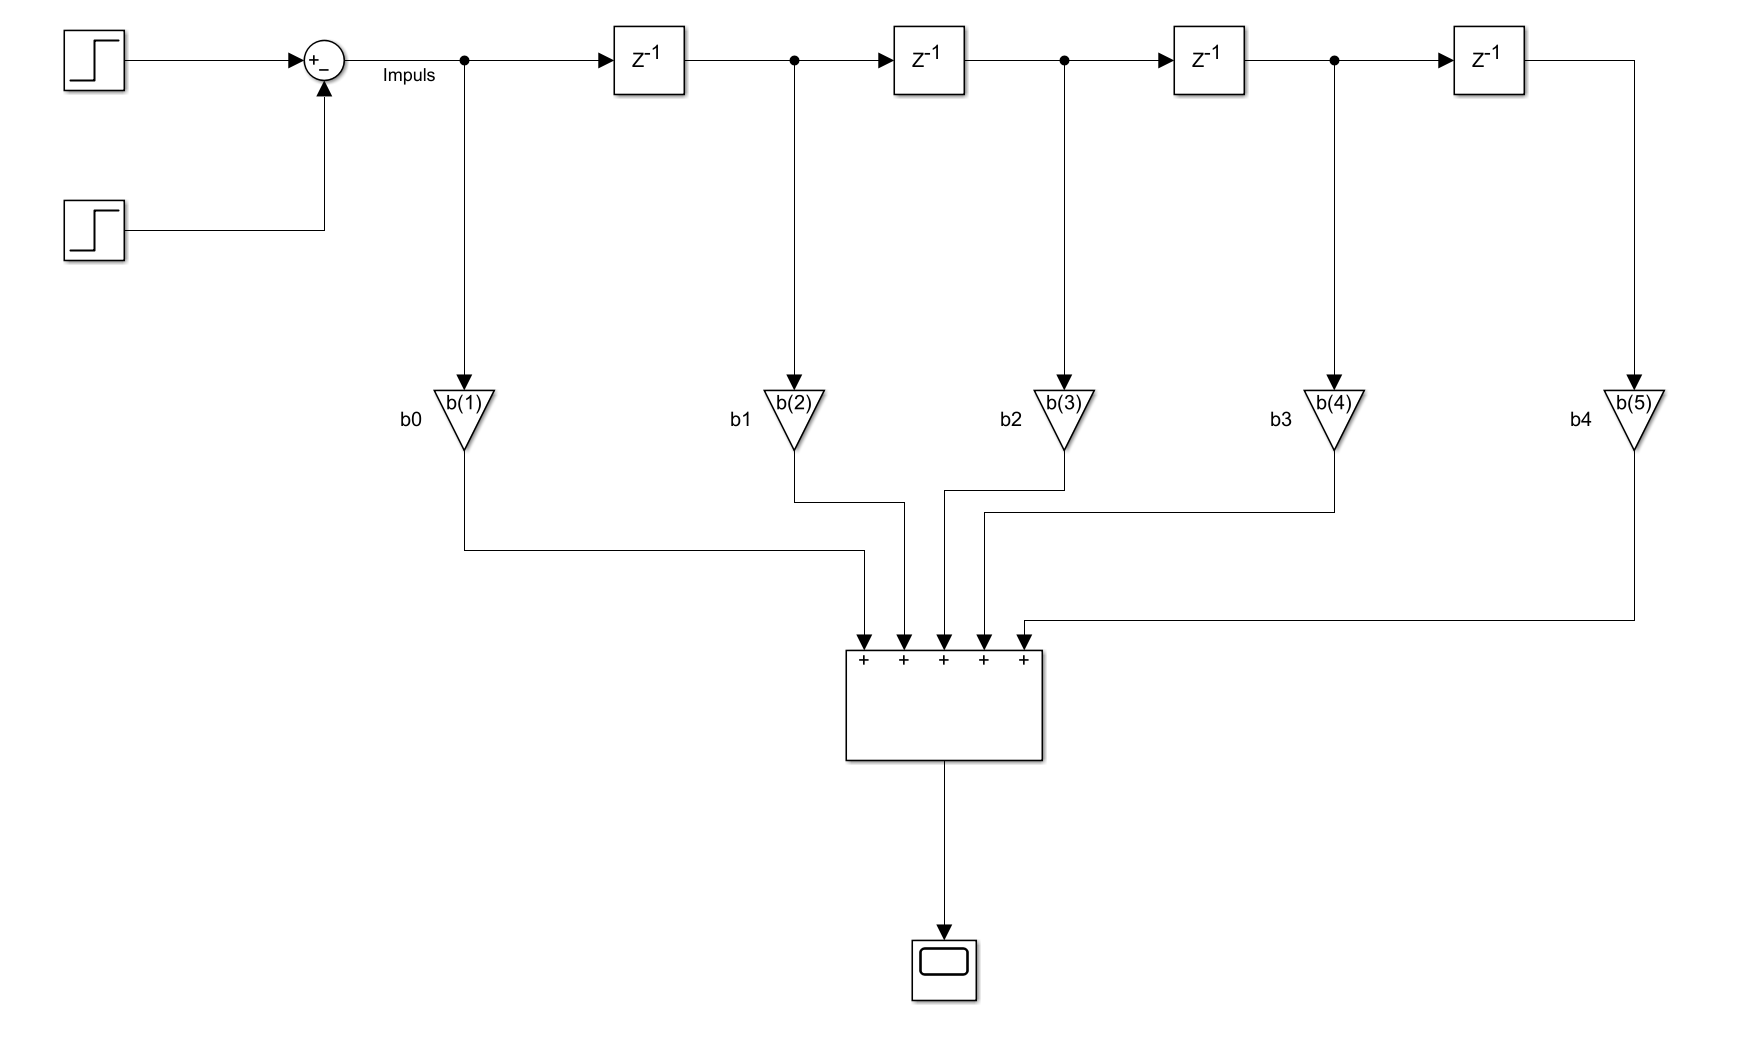 +
−
Impuls
Z-1
Z-1
Z-1
Z-1
b0
b(1)
b1
b(2)
b2
b(3)
b3
b(4)
b4
b(5)
+ + + + +